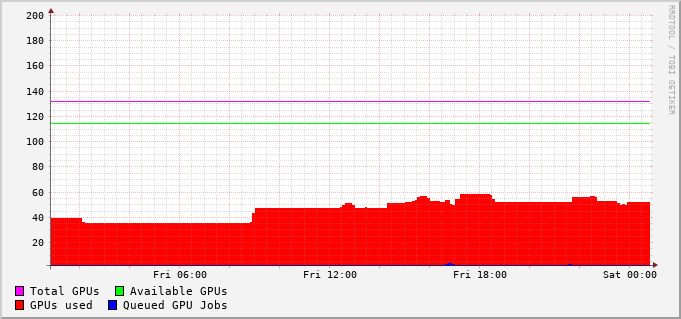 200
180
160
140
120
100
80
60
40
20
Fri 06:00 Fri 12:00 Fri 18:00 Sat 00:00
Total GPUs Available GPUs
GPUs used Queued GPU Jobs
RRDTOOL / TOBI OETIKER